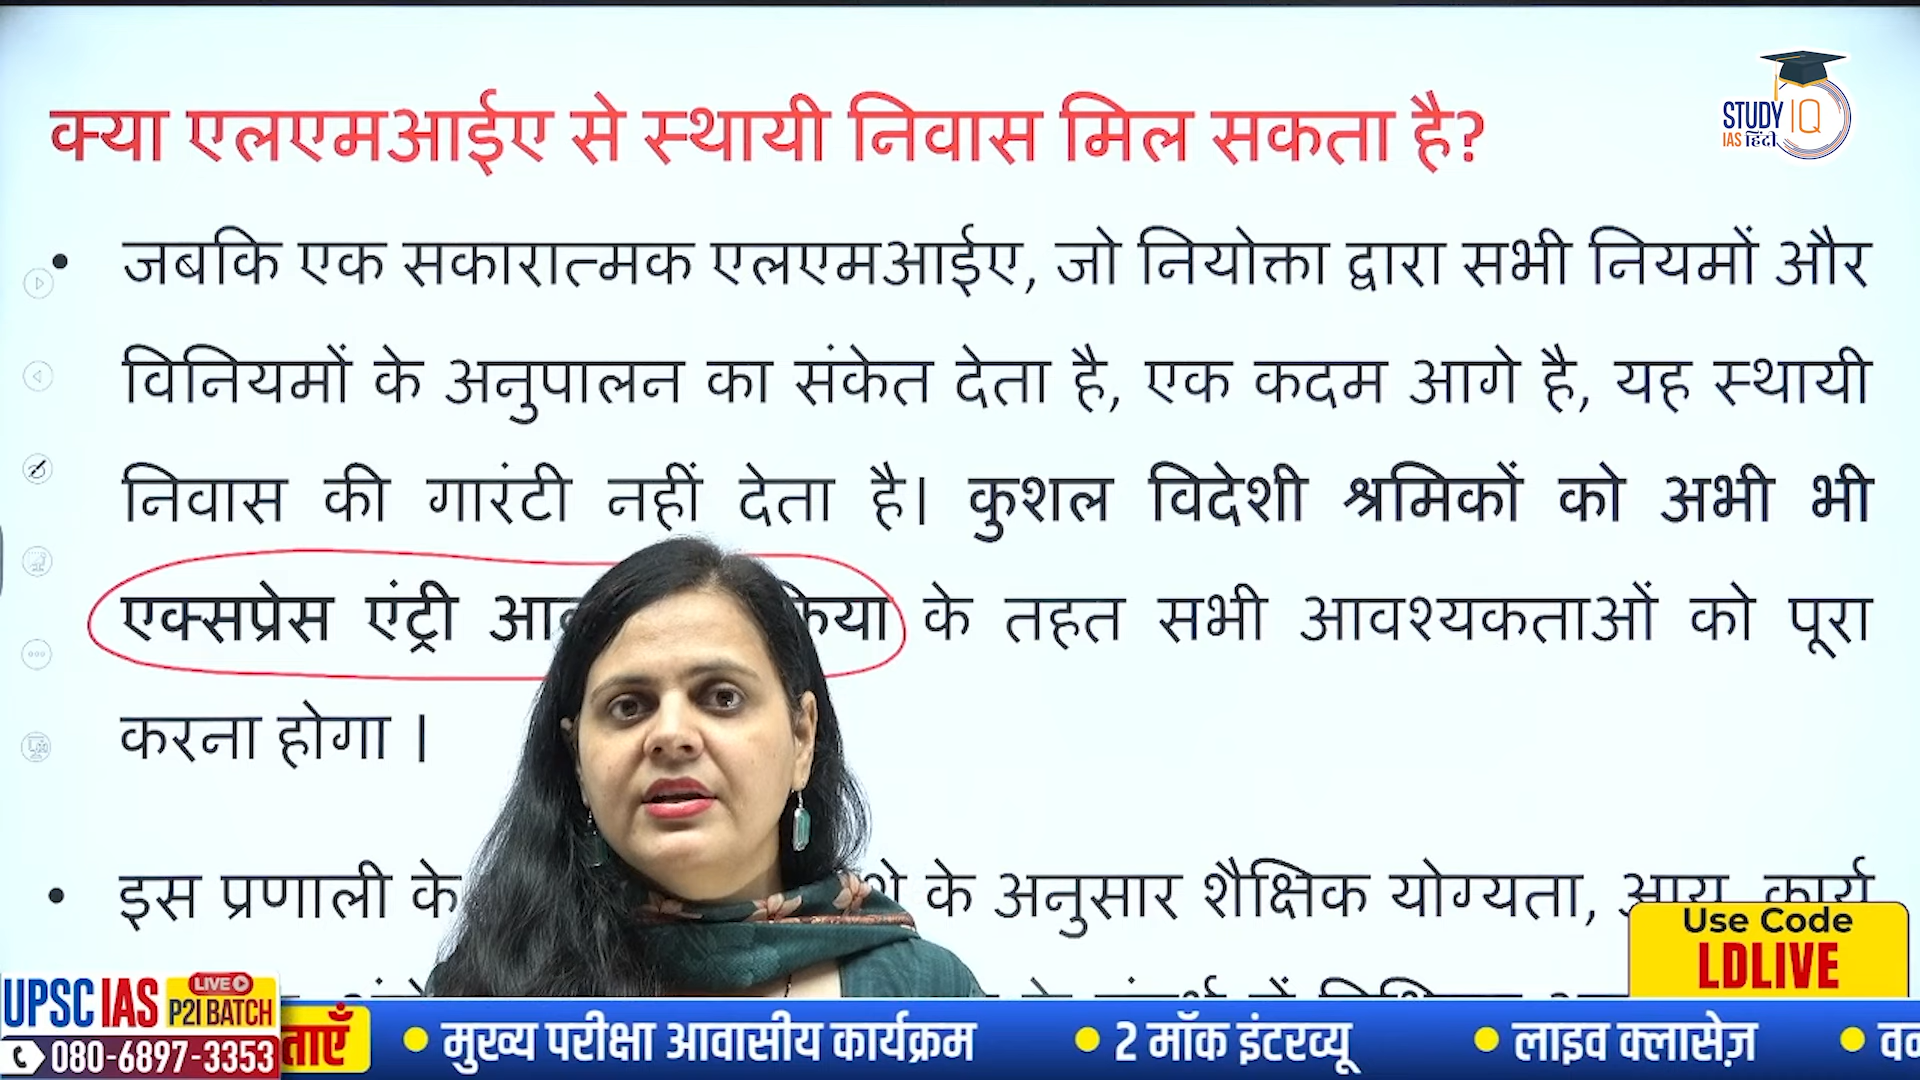 क्या एलएमआईए से स्थायी निवास मिल सकता है?
STUDY IQ
IAS हिंदी
• जबकि एक सकारात्मक एलएमआईए, जो नियोक्ता द्वारा सभी नियमों और
विनियमों के अनुपालन का संकेत देता है, एक कदम आगे है, यह स्थायी
निवास की गारंटी नहीं देता है। कुशल विदेशी श्रमिकों को अभी भी
एक्सप्रेस एंट्री के तहत सभी आवश्यकताओं को पूरा
करना होगा ।
• इस प्रणाली के के अनुसार शैक्षिक योग्यता, आय, कार्य
Use Code
LDLIVE
UPSC IAS LIVE P2I BATCH
080-6897-3353
• मुख्य परीक्षा आवासीय कार्यक्रम • 2 मॉक इंटरव्यू • लाइव क्लासेज़